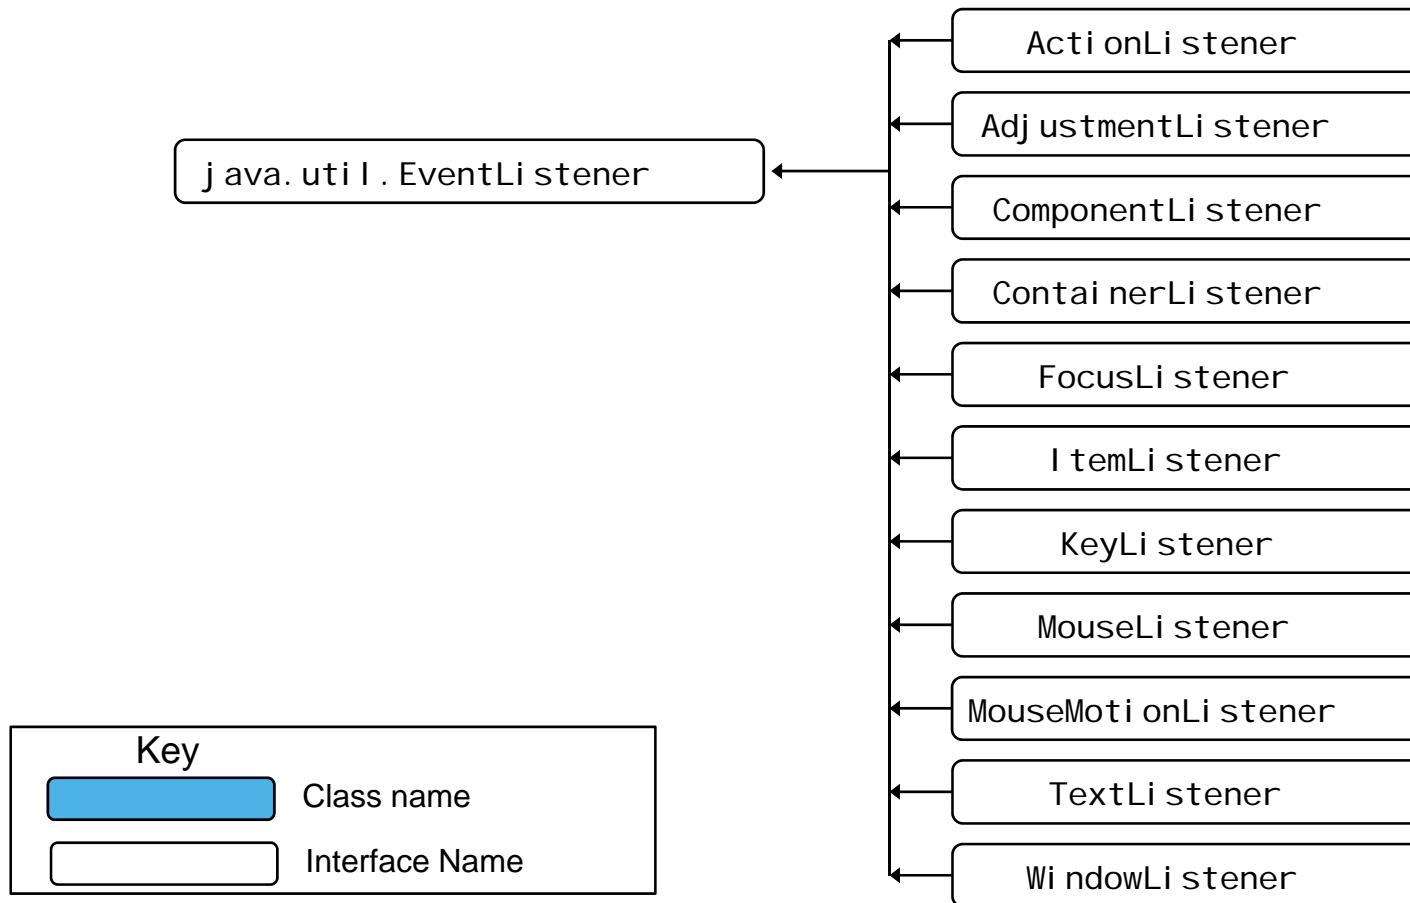 ActionListener
AdjustmentListener
java.util.EventListener
ComponentListener
ContainerListener
FocusListener
ItemListener
KeyListener
MouseListener
MouseMotionListener
TextListener
WindowListener
Key
Class name
Interface Name